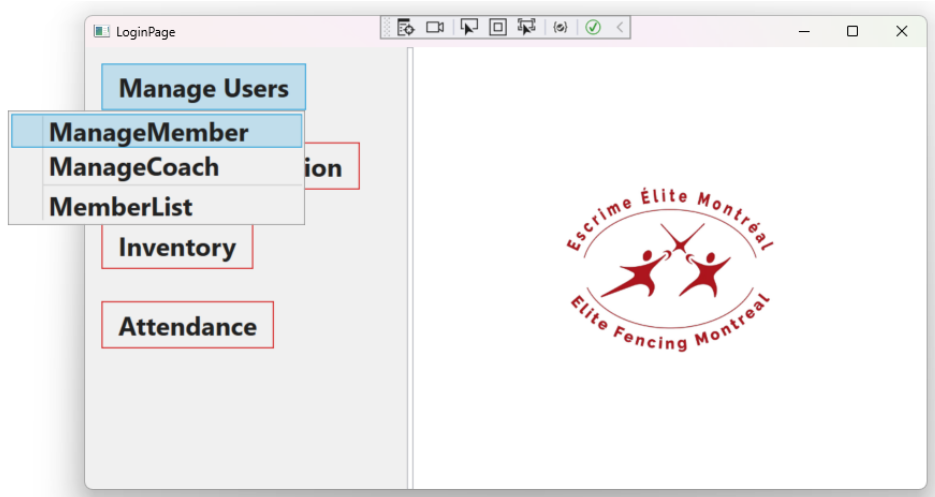 LoginPage
Manage Users
ManageMember
ManageCoach
ion
MemberList
Inventory
Attendance
Escrime Élite Montréal
Elite Fencing Montreal